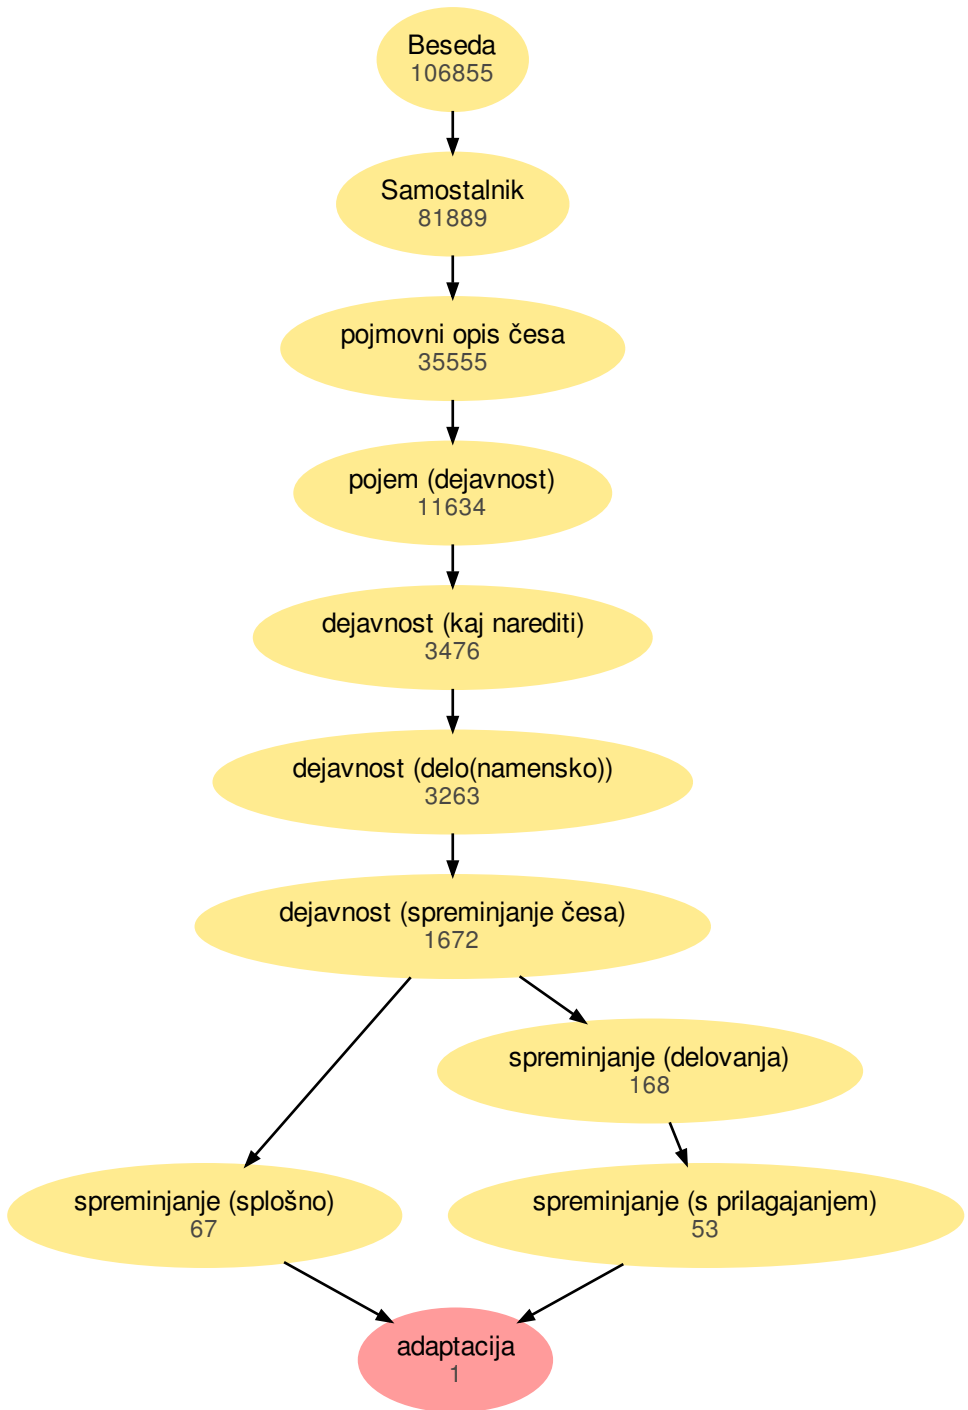 Beseda
106855
Samostalnik
81889
pojmovni opis česa
35555
pojem (dejavnost)
11634
dejavnost (kaj narediti)
3476
dejavnost (delo(namensko))
3263
dejavnost (spreminjanje česa)
1672
spreminjanje (delovanja)
168
spreminjanje (splošno)
67
spreminjanje (s prilagajanjem)
53
adaptacija
1